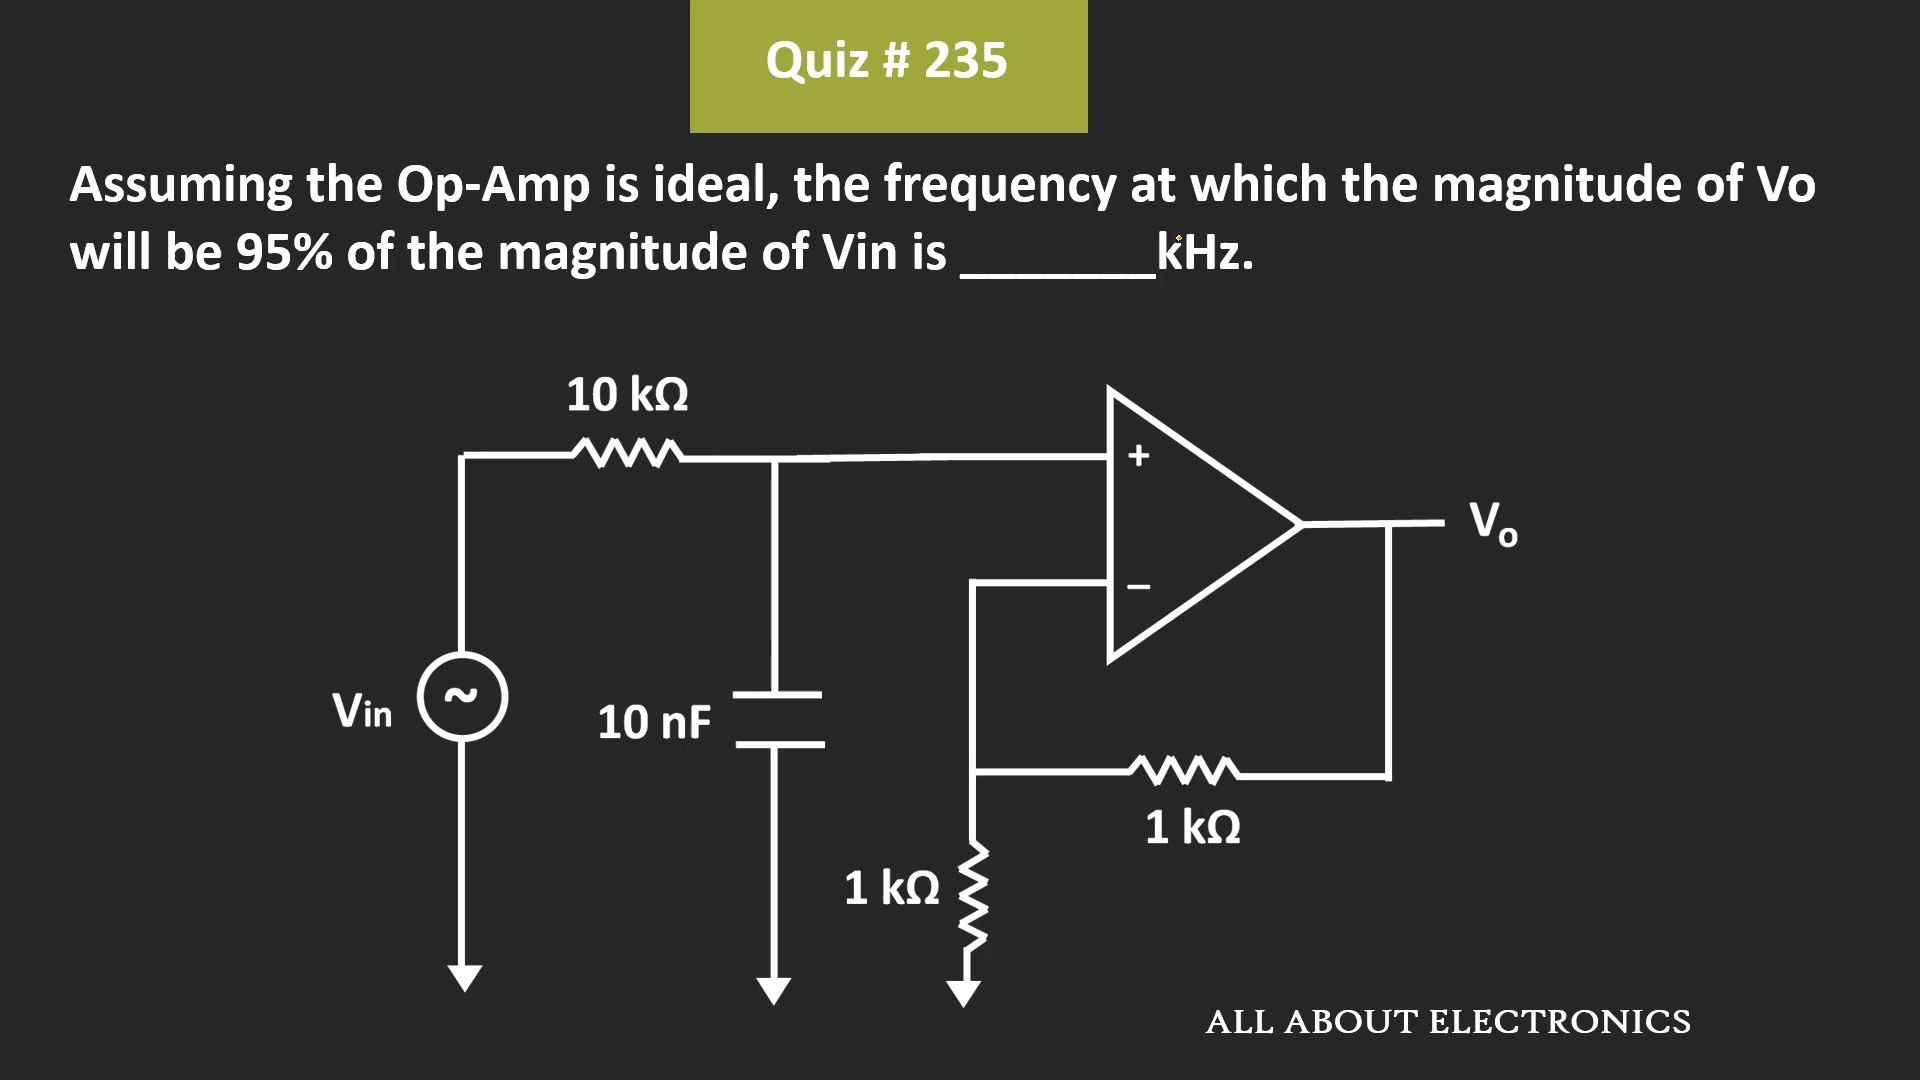 Quiz # 235
Assuming the Op-Amp is ideal, the frequency at which the magnitude of Vo
will be 95% of the magnitude of Vin is ________kHz.
10 kΩ
+
Vo
−
~
Vin
10 nF
1 kΩ
1 kΩ
ALL ABOUT ELECTRONICS